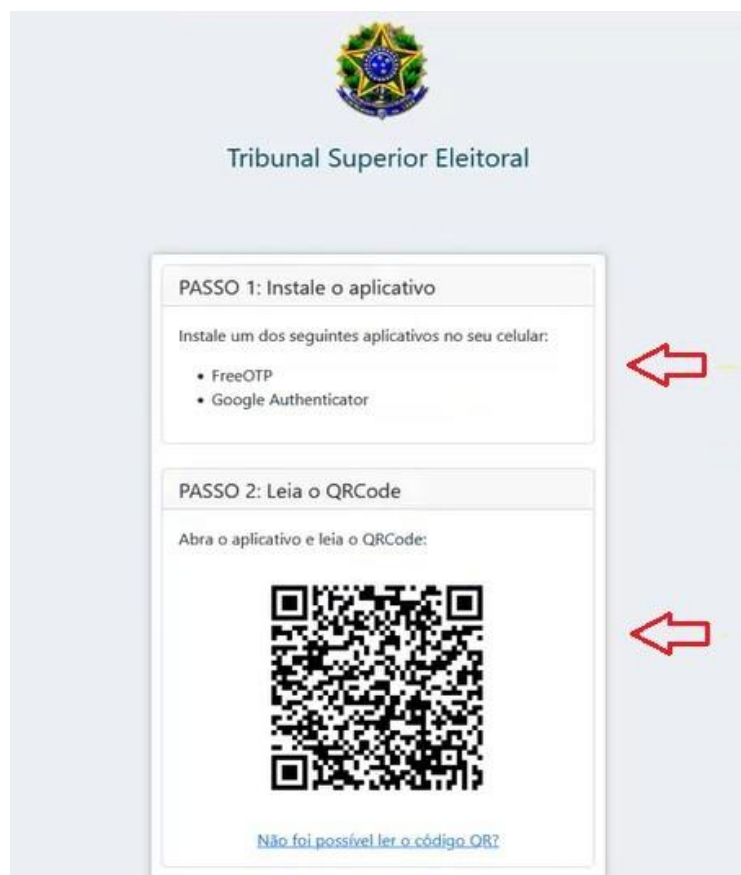 Tribunal Superior Eleitoral
PASSO 1: Instale o aplicativo
Instale um dos seguintes aplicativos no seu celular:
• FreeOTP
• Google Authenticator
PASSO 2: Leia o QRCode
Abra o aplicativo e leia o QRCode:
Não foi possível ler o código QR?